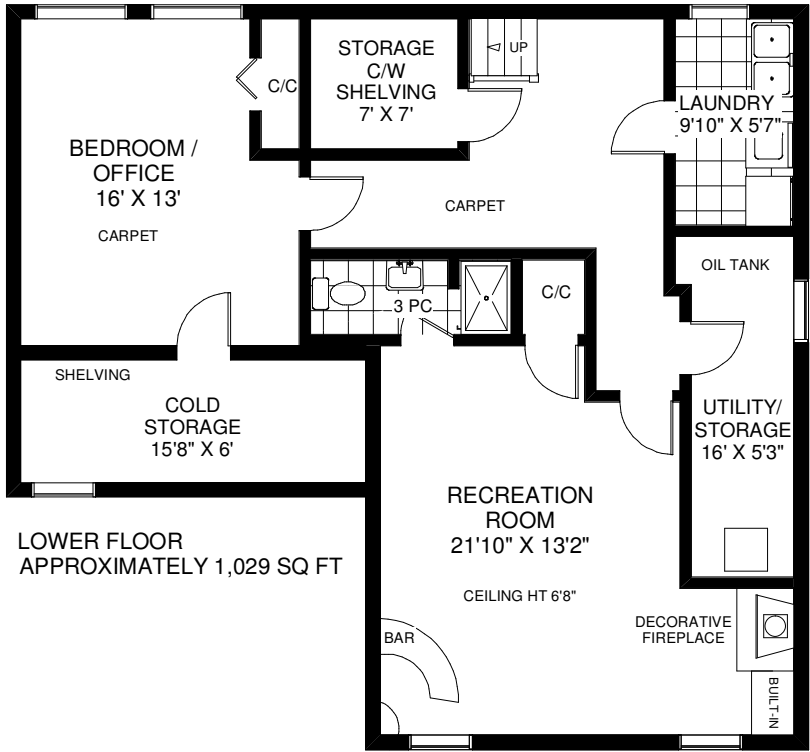 STORAGE
C/W
SHELVING
7' X 7'
UP
C/C
LAUNDRY
9'10" X 5'7"
BEDROOM /
OFFICE
16' X 13'
CARPET
CARPET
OIL TANK
3 PC
C/C
SHELVING
COLD
STORAGE
15'8" X 6'
UTILITY/
STORAGE
16' X 5'3"
RECREATION
ROOM
21'10" X 13'2"
CEILING HT 6'8"
LOWER FLOOR
APPROXIMATELY 1,029 SQ FT
BAR
DECORATIVE
FIREPLACE
BUILT-IN